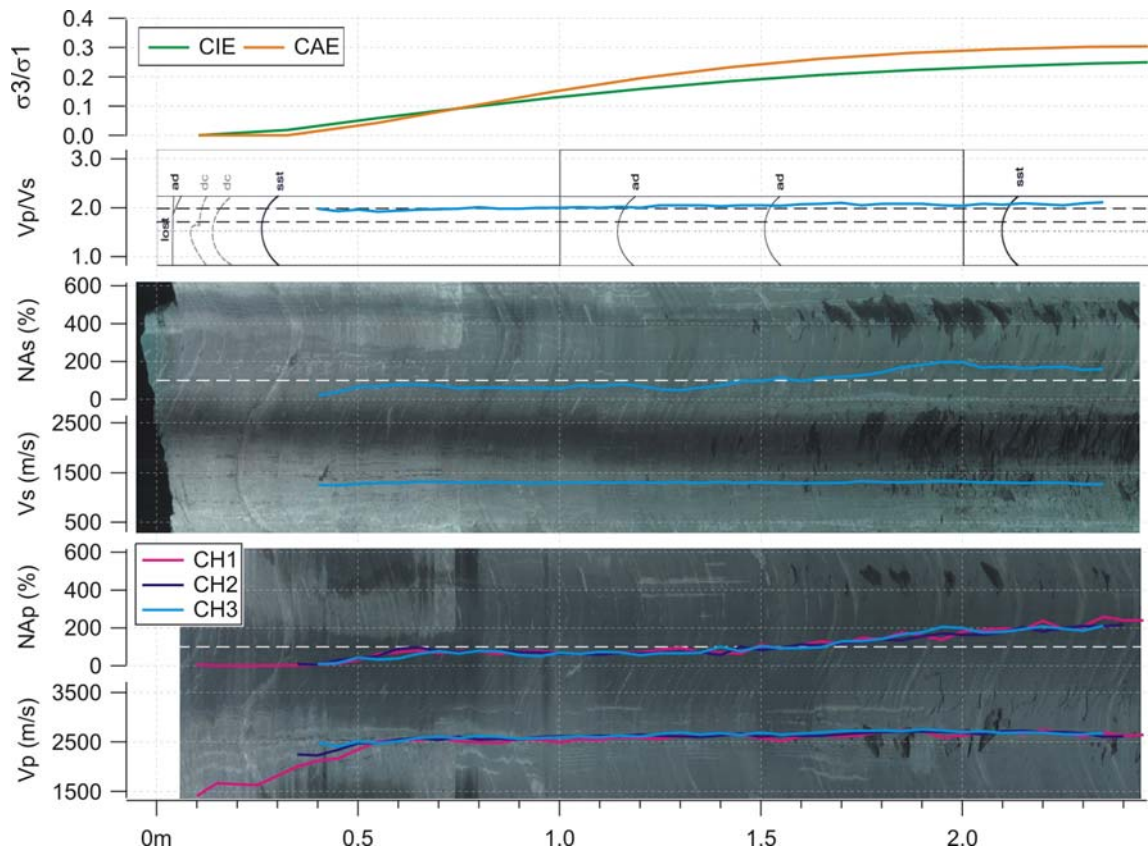 0.4
0.3
0.2
0.1
0.0
σ3/σ1
CIE CAE
3.0
2.0
1.0
Vp/Vs
lost
ad
dc
dc
sst
ad
ad
sst
600
400
200
0
NAs (%)
2500
1500
500
Vs (m/s)
CH1
CH2
CH3
600
400
200
0
NAp (%)
3500
2500
1500
Vp (m/s)
0m 0.5 1.0 1.5 2.0